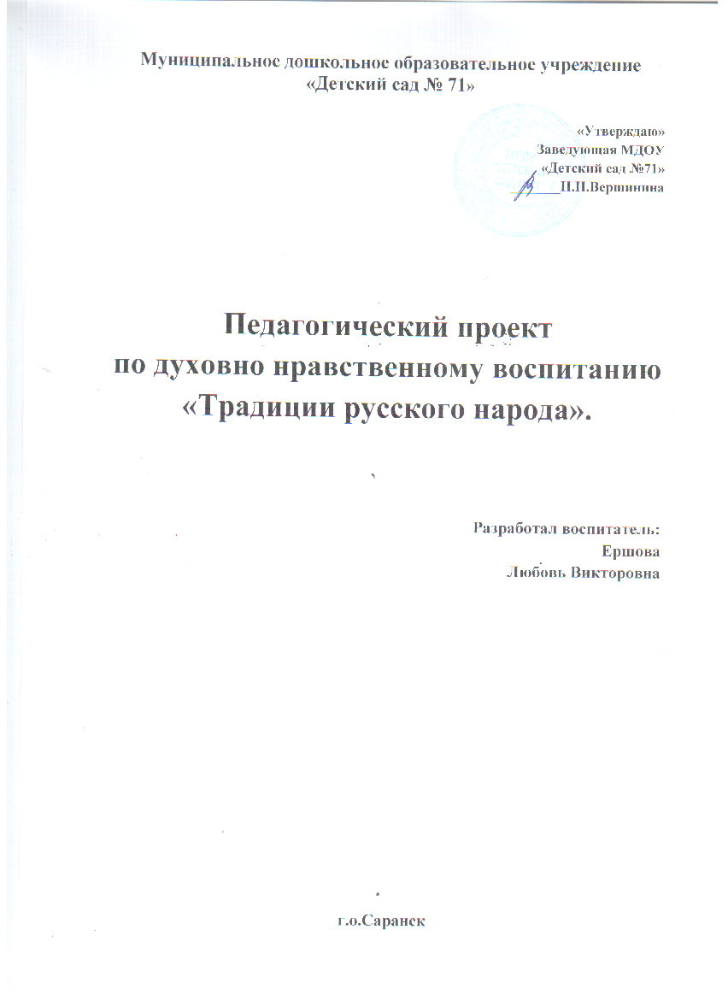 Муниципальное дошкольное образовательное учреждение
«Детский сад № 71»
«Утверждаю»
Заведующая МДОУ
«Детский сад №71»
Вершинина
Педагогический проект
по духовно нравственному воспитанию
«Традиции русского народа».
Разработал воспитатель:
Ершова
Любовь Викторовна
г.о.Саранск